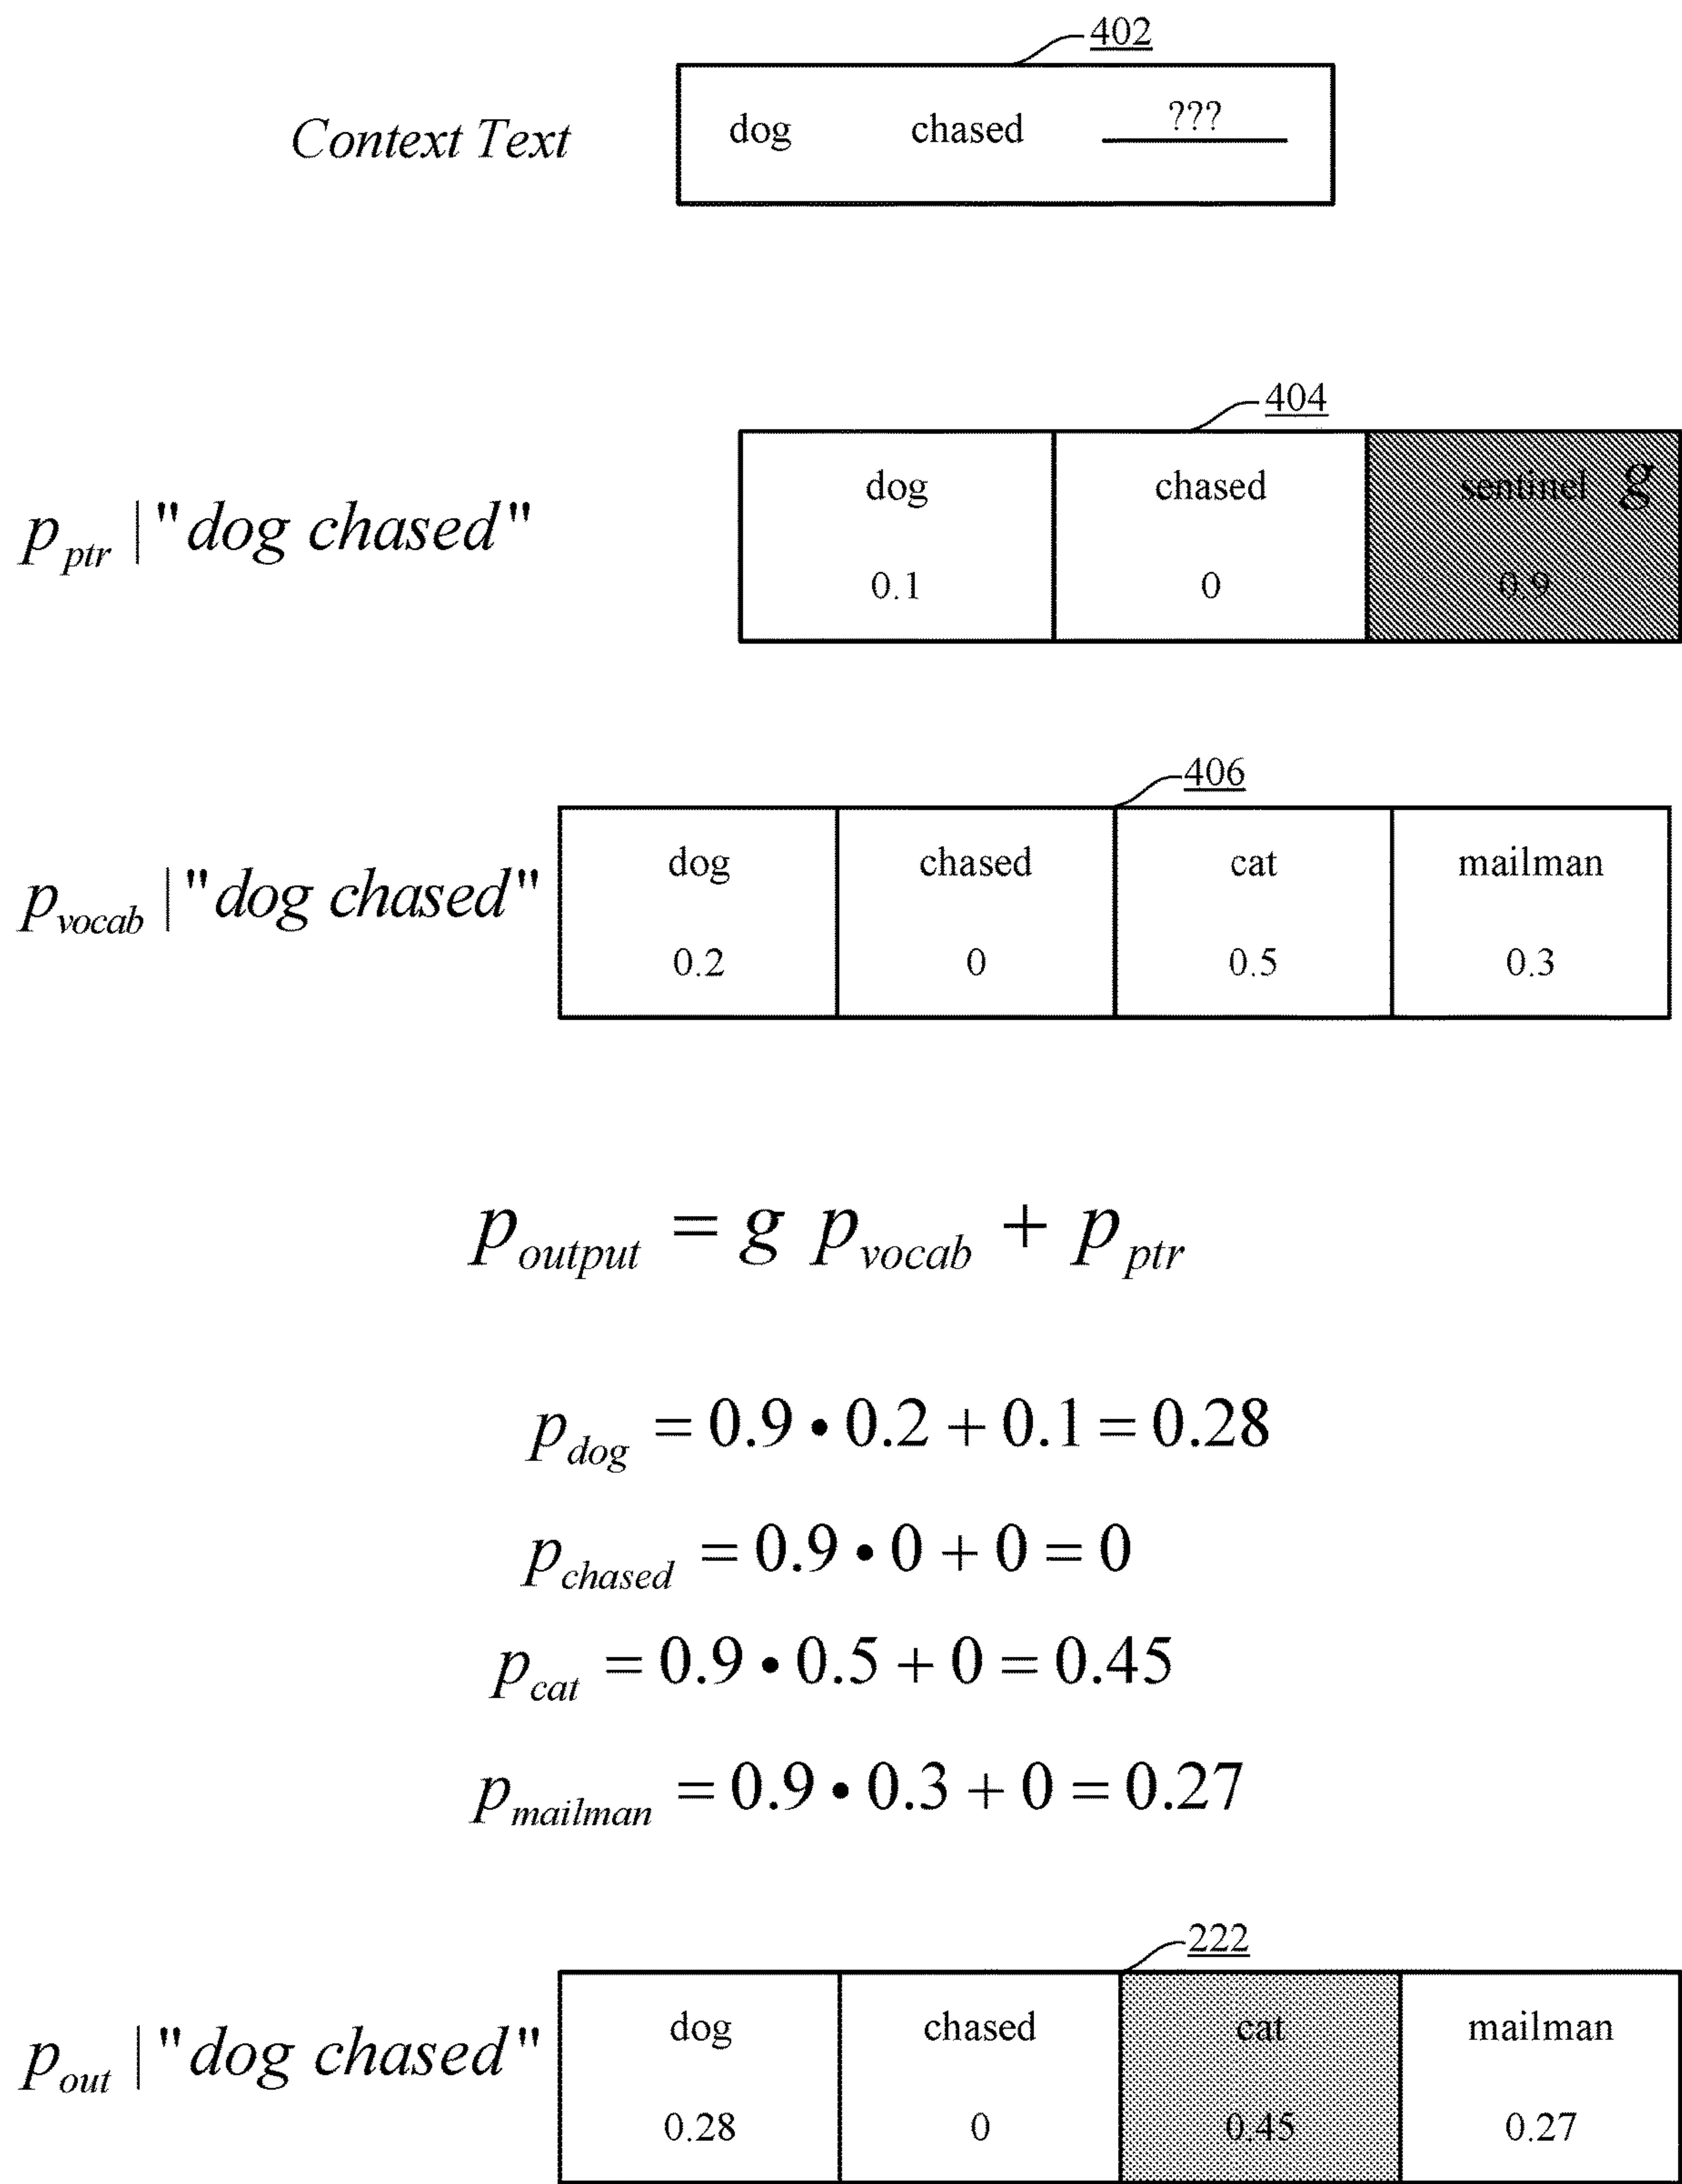 402
Context Text dog chased ???
404
dog chased sentinel g
p_ptr | "dog chased"
0.1 0 0.9
406
dog chased cat mailman
p_vocab | "dog chased"
0.2 0 0.5 0.3
p_output = g p_vocab + p_ptr
p_dog = 0.9 • 0.2 + 0.1 = 0.28
p_chased = 0.9 • 0 + 0 = 0
p_cat = 0.9 • 0.5 + 0 = 0.45
p_mailman = 0.9 • 0.3 + 0 = 0.27
222
dog chased cat mailman
p_out | "dog chased"
0.28 0 0.45 0.27